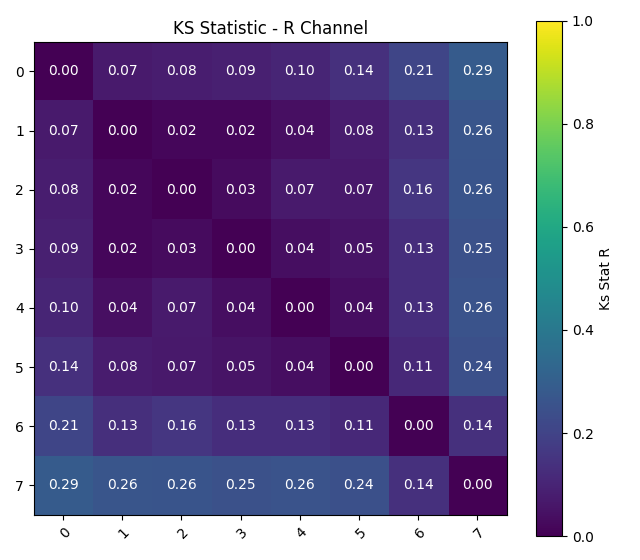 KS Statistic - R Channel
0 0.00 0.07 0.08 0.09 0.10 0.14 0.21 0.29
1 0.07 0.00 0.02 0.02 0.04 0.08 0.13 0.26
2 0.08 0.02 0.00 0.03 0.07 0.07 0.16 0.26
3 0.09 0.02 0.03 0.00 0.04 0.05 0.13 0.25
4 0.10 0.04 0.07 0.04 0.00 0.04 0.13 0.26
5 0.14 0.08 0.07 0.05 0.04 0.00 0.11 0.24
6 0.21 0.13 0.16 0.13 0.13 0.11 0.00 0.14
7 0.29 0.26 0.26 0.25 0.26 0.24 0.14 0.00
0 1 2 3 4 5 6 7
1.0
0.8
0.6
0.4
0.2
0.0
Ks Stat R